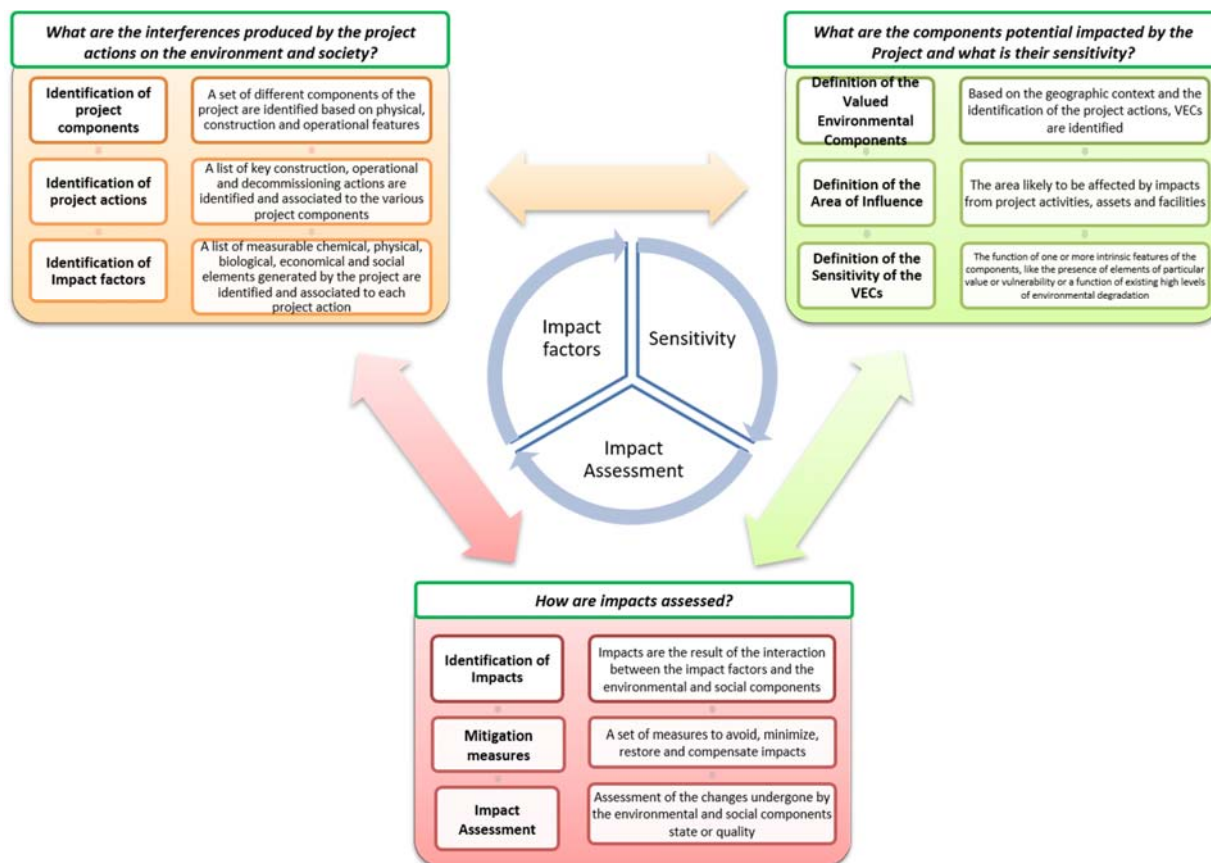 What are the interferences produced by the project
actions on the environment and society?
Identification of
project
components
A set of different components of the
project are identified based on physical,
construction and operational features
Identification of
project actions
A list of key construction, operational
and decommissioning actions are
identified and associated to the various
project components
Identification of
Impact factors
A list of measurable chemical, physical,
biological, economical and social
elements generated by the project are
identified and associated to each
project action
What are the components potential impacted by the
Project and what is their sensitivity?
Definition of the
Valued
Environmental
Components
Based on the geographic context and the
identification of the project actions, VECs
are identified
Definition of the
Area of Influence
The area likely to be affected by impacts
from project activities, assets and facilities
Definition of the
Sensitivity of the
VECs
The function of one or more intrinsic features of the
components, like the presence of elements of particular
value or vulnerability or a function of existing high levels
of environmental degradation
Impact
factors
Sensitivity
Impact
Assessment
How are impacts assessed?
Identification of
Impacts
Impacts are the result of the interaction
between the impact factors and the
environmental and social components
Mitigation
measures
A set of measures to avoid, minimize,
restore and compensate impacts
Impact
Assessment
Assessment of the changes undergone by
the environmental and social components
state or quality